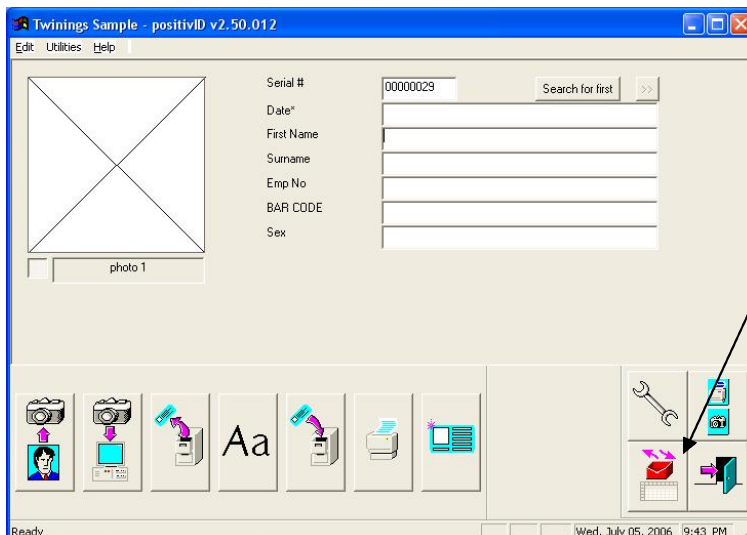 Twinings Sample - positivID v2.50.012
Edit Utilities Help
Serial # 00000029 Search for first >>
Date*
First Name
Surname
Emp No
BAR CODE
Sex
photo 1
Aa
Ready Wed, July 05, 2006 9:43 PM